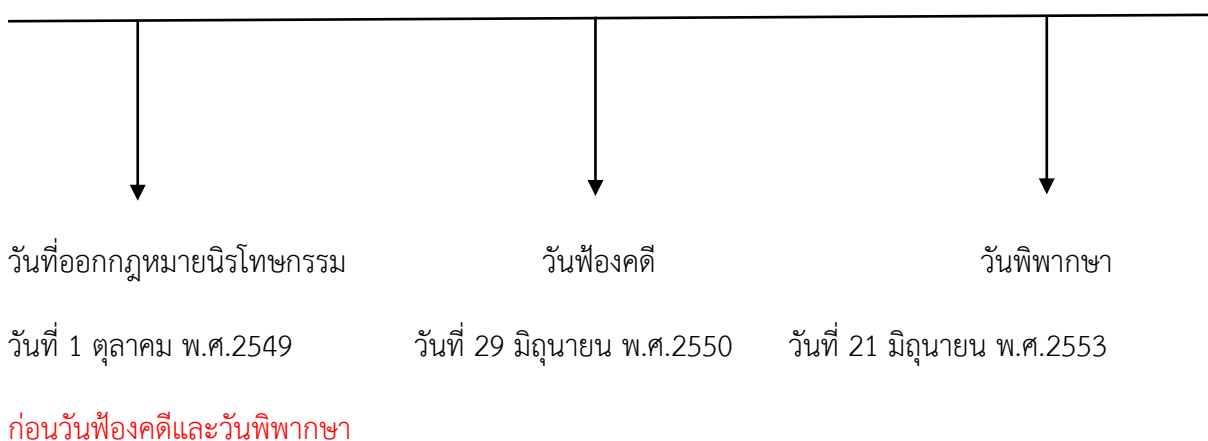 วันที่ออกกฎหมายนิรโทษกรรม วันฟ้องคดี วันพิพากษา
วันที่ 1 ตุลาคม พ.ศ.2549 วันที่ 29 มิถุนายน พ.ศ.2550 วันที่ 21 มิถุนายน พ.ศ.2553
ก่อนวันฟ้องคดีและวันพิพากษา